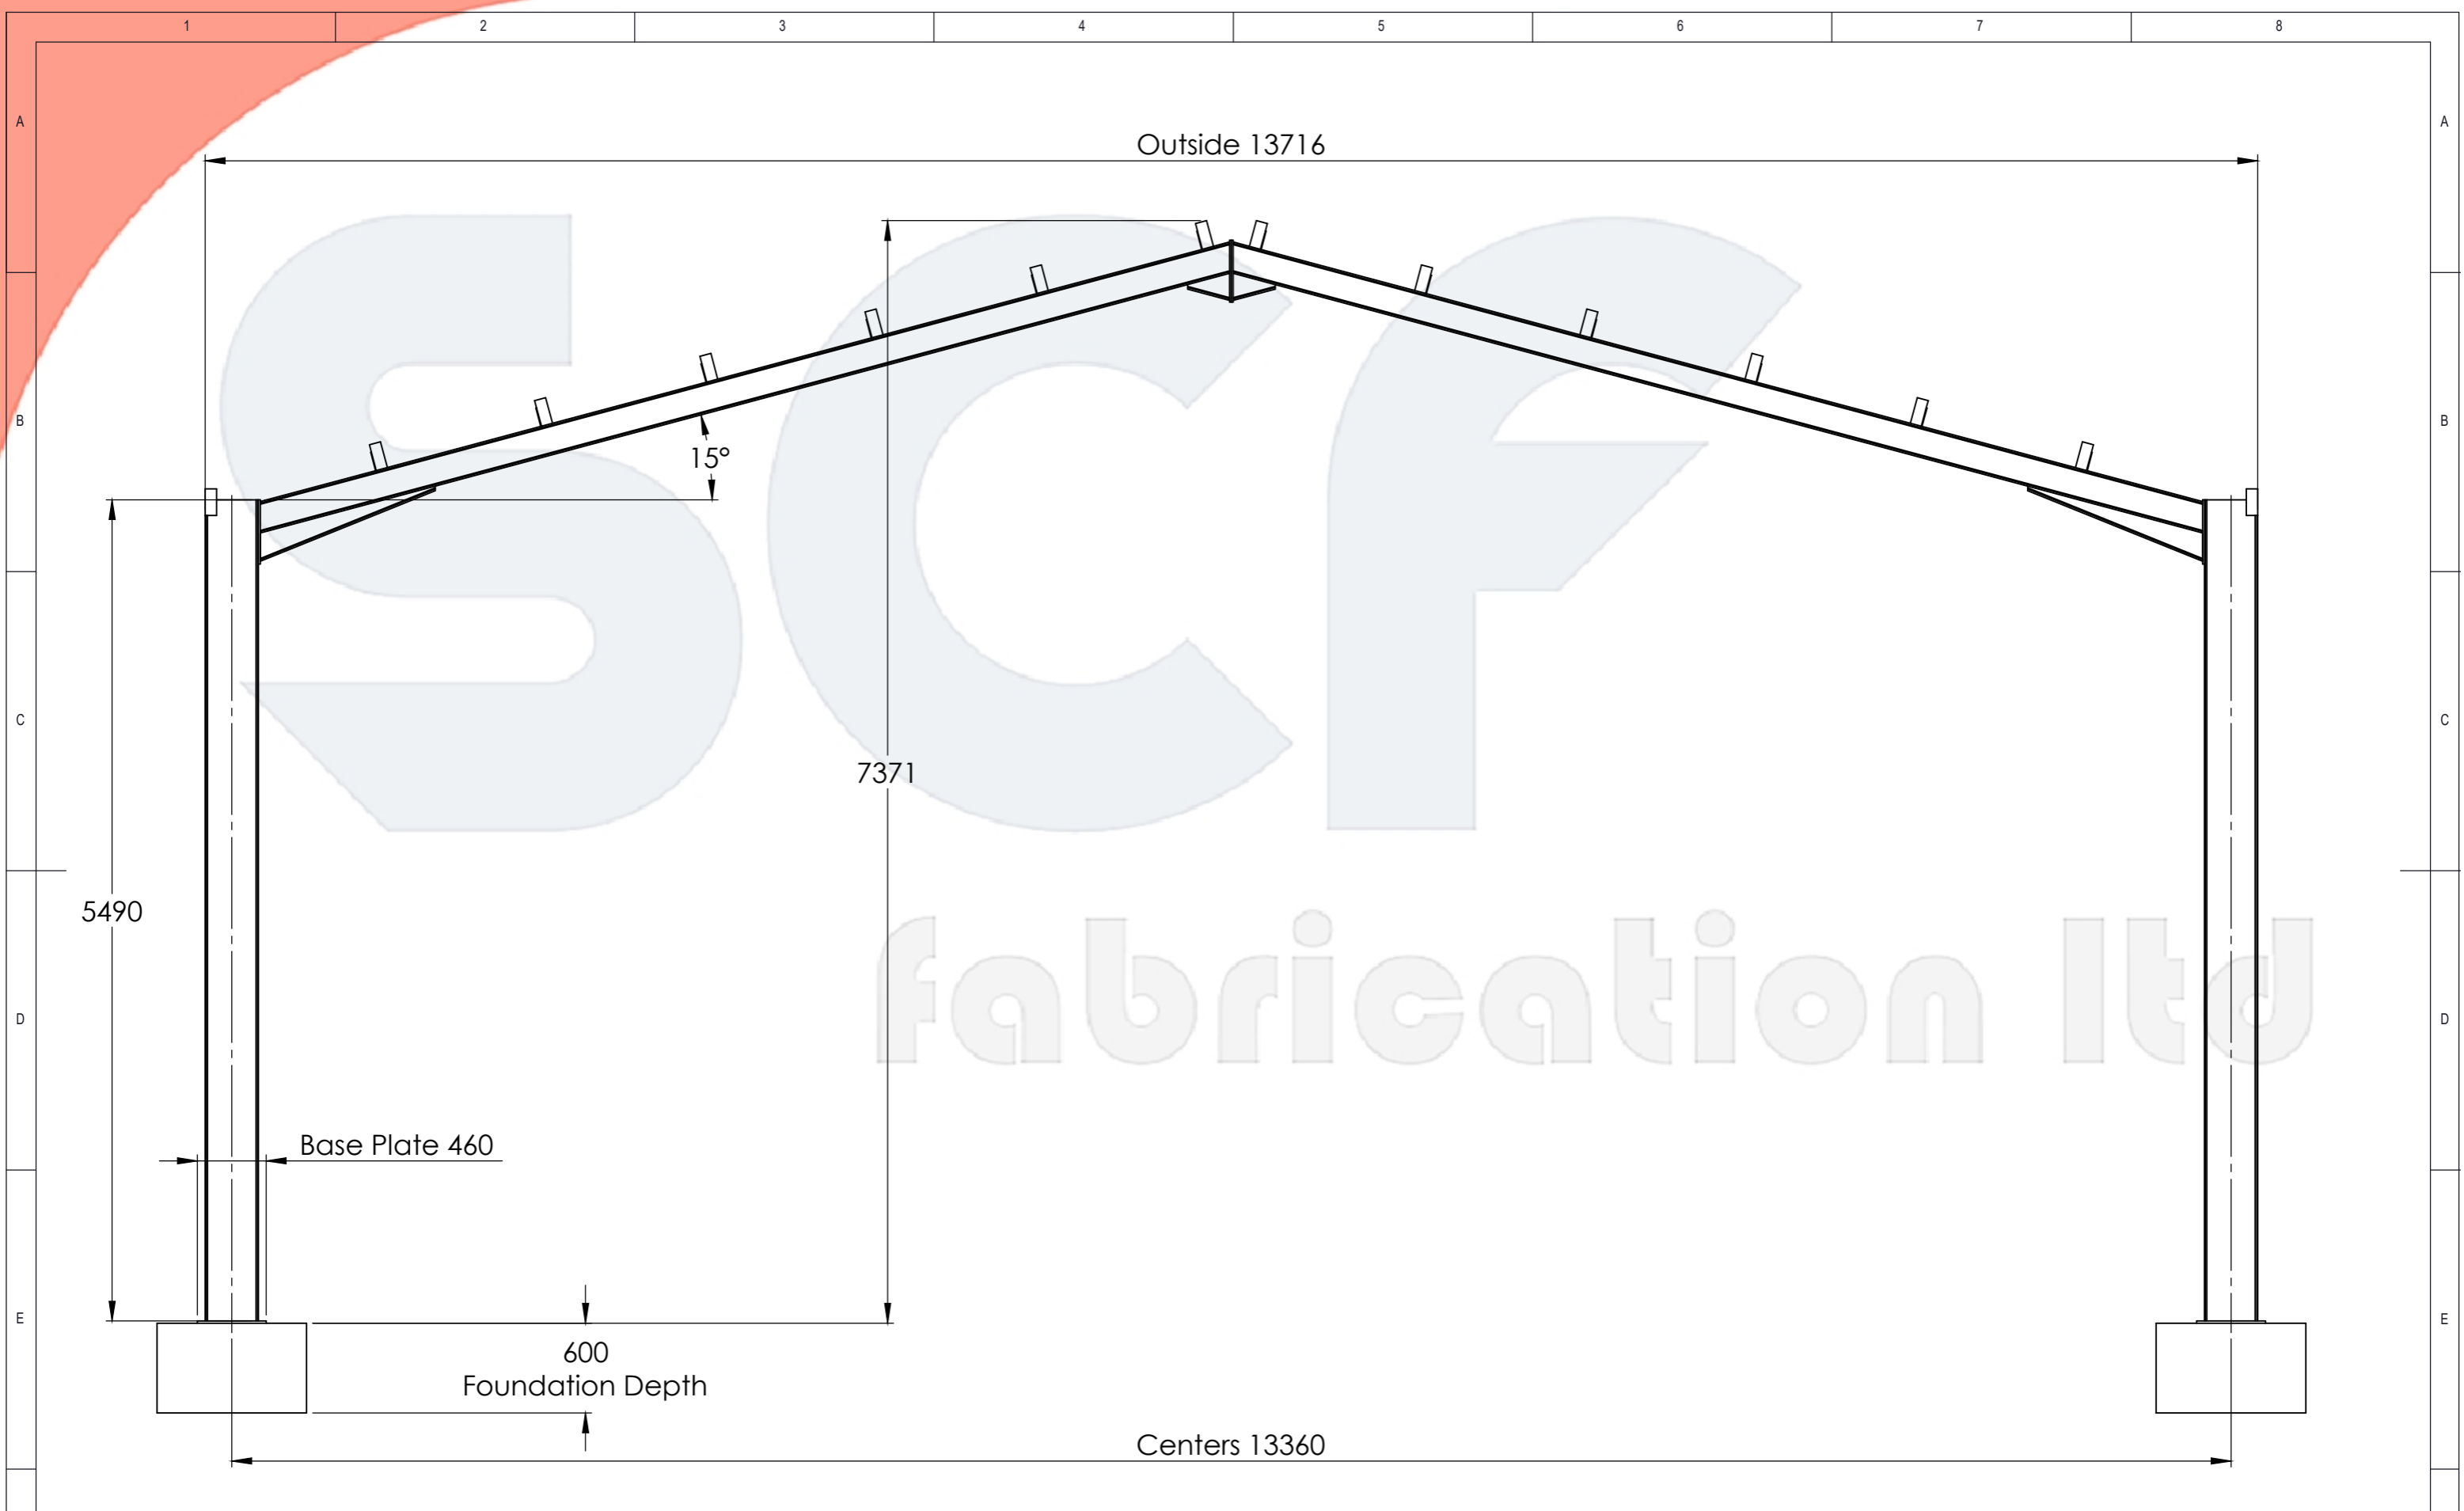 1 2 3 4 5 6 7 8
A A
Outside 13716
B B
15°
SCF
C C
7371
5490
fabrication ltd
D D
Base Plate 460
E E
600
Foundation Depth
Centers 13360